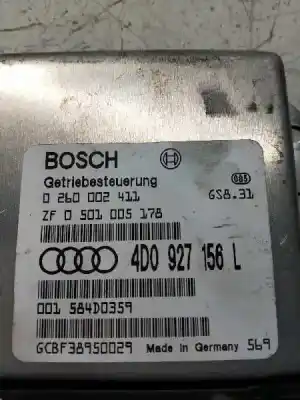 BOSCH
Getriebesteuerung
0 260 002 411 GS8.31
ZF 0 501 005 178
4D0 927 156 L
001 584D0359
GCBF38950029 Made in Germany 569